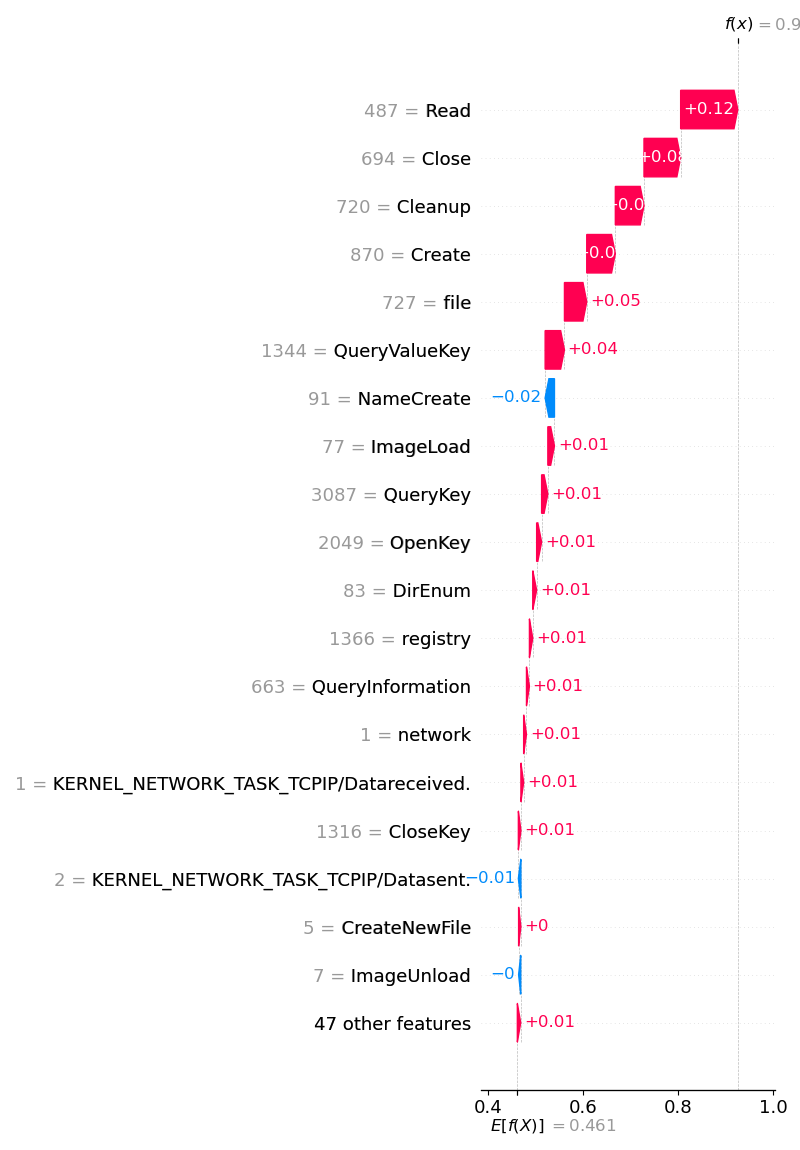 f(x) = 0.9
487 = Read +0.12
694 = Close +0.08
720 = Cleanup
870 = Create
727 = file +0.05
1344 = QueryValueKey +0.04
91 = NameCreate −0.02
77 = ImageLoad +0.01
3087 = QueryKey +0.01
2049 = OpenKey +0.01
83 = DirEnum +0.01
1366 = registry +0.01
663 = QueryInformation +0.01
1 = network +0.01
1 = KERNEL_NETWORK_TASK_TCPIP/Datareceived. +0.01
1316 = CloseKey +0.01
2 = KERNEL_NETWORK_TASK_TCPIP/Datasent. −0.01
5 = CreateNewFile +0
7 = ImageUnload −0
47 other features +0.01
0.4 0.6 0.8 1.0
E[f(X)] = 0.461